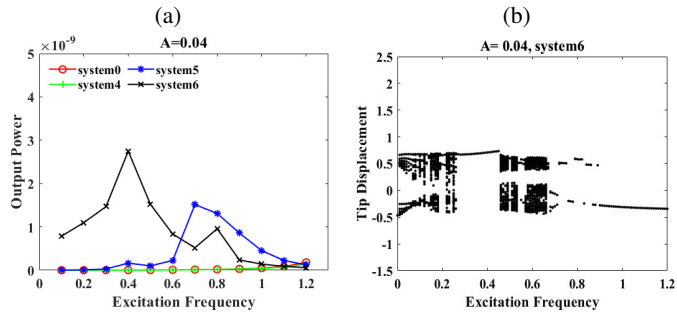 (a)
A=0.04
×10⁻⁹
5
4
3
2
1
0
Output Power
system0
system5
system4
system6
0
0.2
0.4
0.6
0.8
1.0
1.2
Excitation Frequency
(b)
A= 0.04, system6
2.5
1.5
0.5
-0.5
-1.5
Tip Displacement
0
0.2
0.4
0.6
0.8
1
1.2
Excitation Frequency